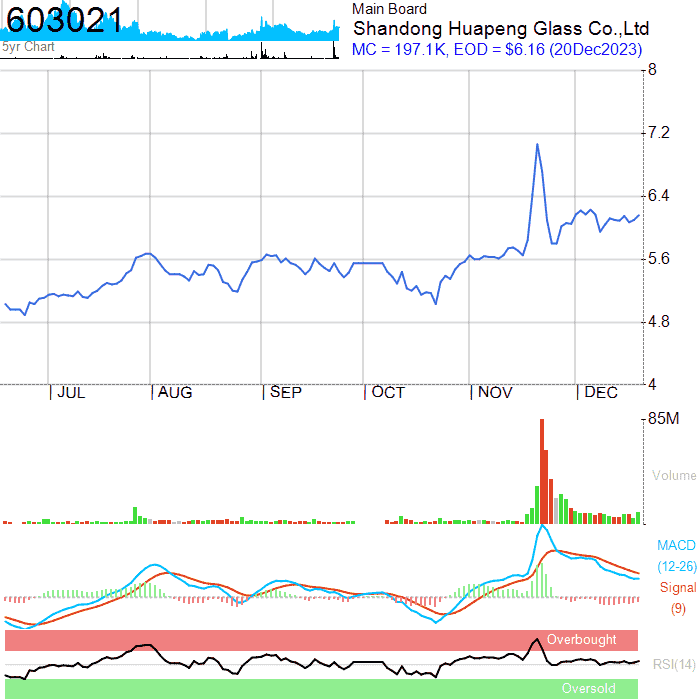 603021
5yr Chart
Main Board
Shandong Huapeng Glass Co.,Ltd
MC = 197.1K, EOD = $6.16 (20Dec2023)
8
7.2
6.4
5.6
4.8
4
JUL AUG SEP OCT NOV DEC
85M
Volume
MACD
(12-26)
Signal
(9)
Overbought
RSI(14)
Oversold